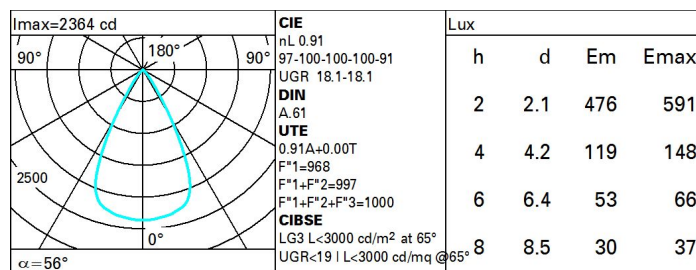 Imax=2364 cd
90° 180° 90°
2500
0°
α=56°
CIE
nL 0.91
97-100-100-100-91
UGR 18.1-18.1
DIN
A.61
UTE
0.91A+0.00T
F"1=968
F"1+F"2=997
F"1+F"2+F"3=1000
CIBSE
LG3 L<3000 cd/m² at 65°
UGR<19 | L<3000 cd/mq @65°
Lux
h d Em Emax
2 2.1 476 591
4 4.2 119 148
6 6.4 53 66
8 8.5 30 37